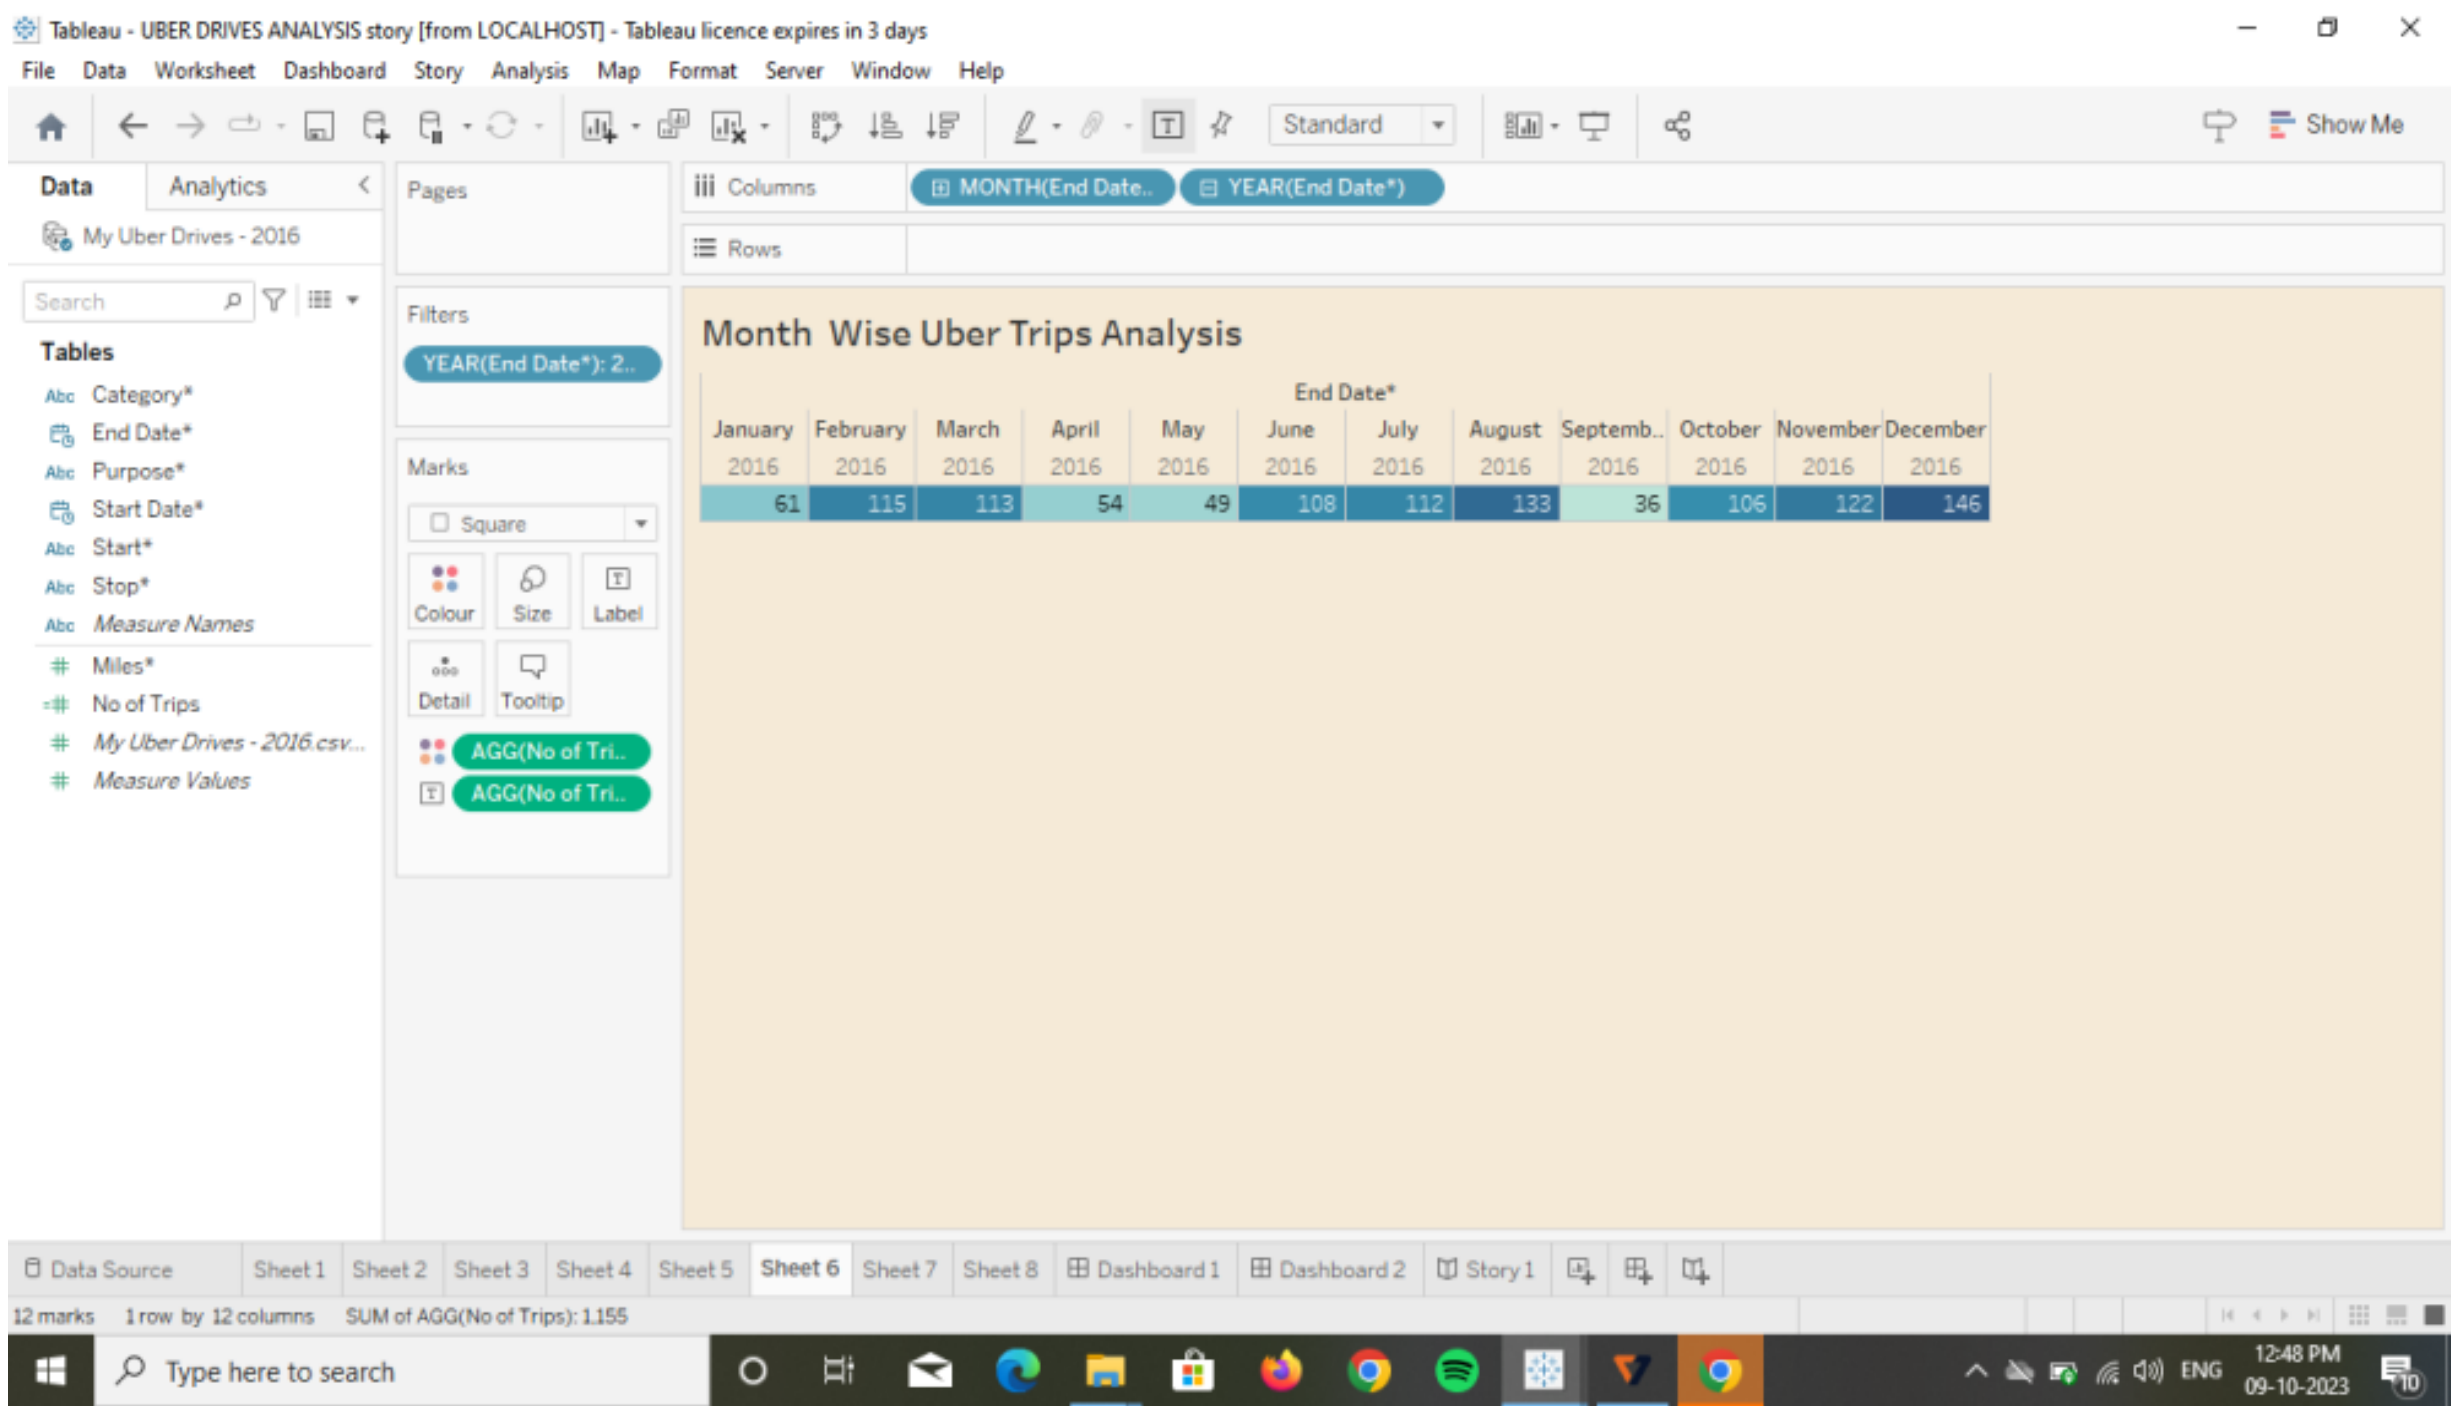 Tableau - UBER DRIVES ANALYSIS story [from LOCALHOST] - Tableau licence expires in 3 days
File Data Worksheet Dashboard Story Analysis Map Format Server Window Help
Standard
Show Me
Data Analytics
My Uber Drives - 2016
Search
Tables
Abc Category*
End Date*
Abc Purpose*
Start Date*
Abc Start*
Abc Stop*
Abc Measure Names
# Miles*
=# No of Trips
# My Uber Drives - 2016.csv...
# Measure Values
Pages
Filters
YEAR(End Date*): 2..
Marks
Square
Colour Size Label
Detail Tooltip
AGG(No of Tri..
AGG(No of Tri..
Columns MONTH(End Date.. YEAR(End Date*)
Rows
Month Wise Uber Trips Analysis
End Date*
January February March April May June July August Septemb.. October November December
2016 2016 2016 2016 2016 2016 2016 2016 2016 2016 2016 2016
61 115 113 54 49 108 112 133 36 106 122 146
Data Source Sheet 1 Sheet 2 Sheet 3 Sheet 4 Sheet 5 Sheet 6 Sheet 7 Sheet 8 Dashboard 1 Dashboard 2 Story 1
12 marks 1 row by 12 columns SUM of AGG(No of Trips): 1,155
Type here to search
ENG
12:48 PM
09-10-2023
10